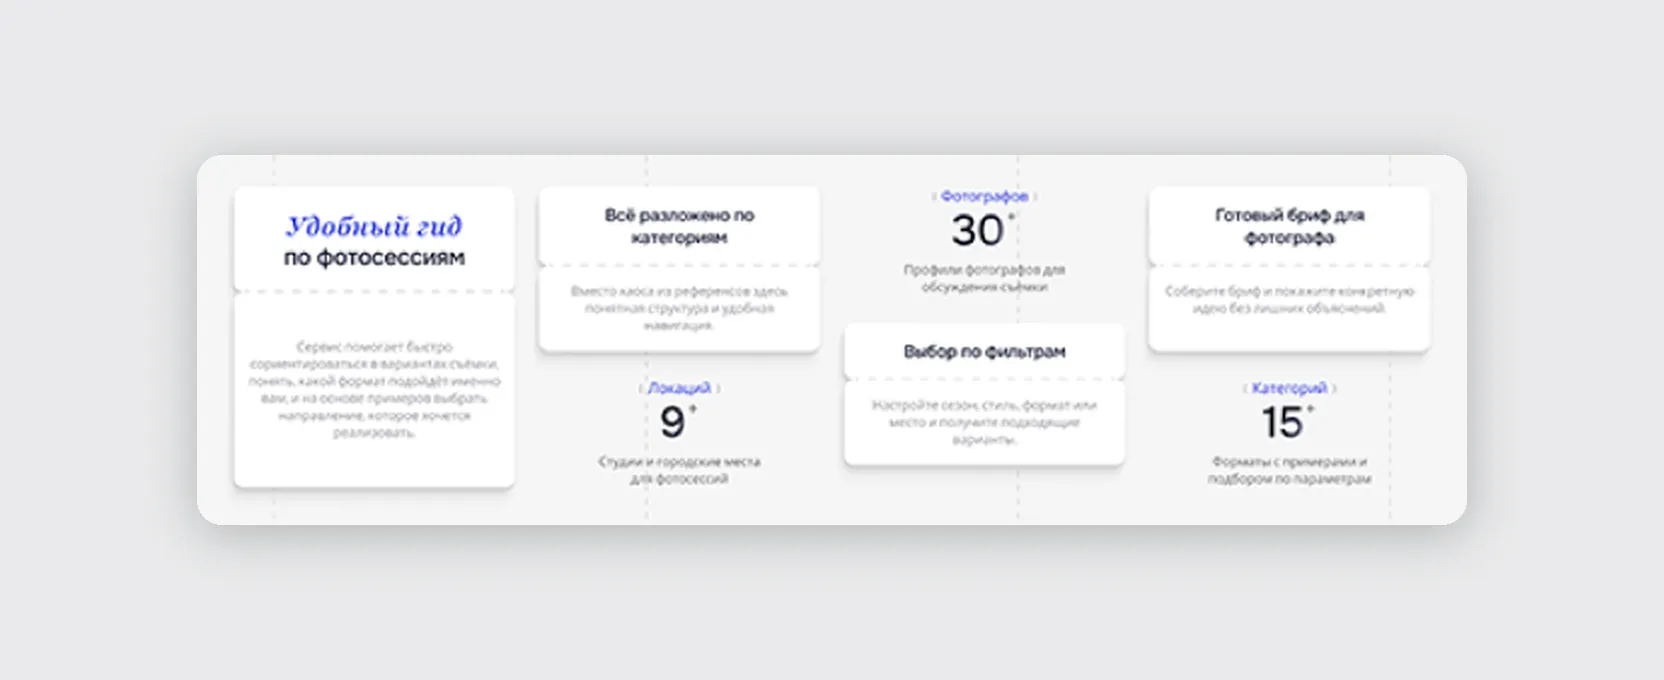 Удобный гид
по фотосессиям
Сервис помогает быстро
сориентироваться в вариантах съёмки,
понять, какой формат подойдёт именно
вам, и на основе примеров выбрать
направление, которое хочется
реализовать.
Всё разложено по
категориям
Вместо хаоса из референсов здесь
понятная структура и удобная
навигация.
( Локаций )
9+
Студии и городские места
для фотосессий
( Фотографов )
30+
Профили фотографов для
обсуждения съёмки
Выбор по фильтрам
Настройте сезон, стиль, формат или
место и получите подходящие
варианты.
Готовый бриф для
фотографа
Соберите бриф и покажите конкретную
идею без лишних объяснений.
( Категорий )
15+
Форматы с примерами и
подбором по параметрам